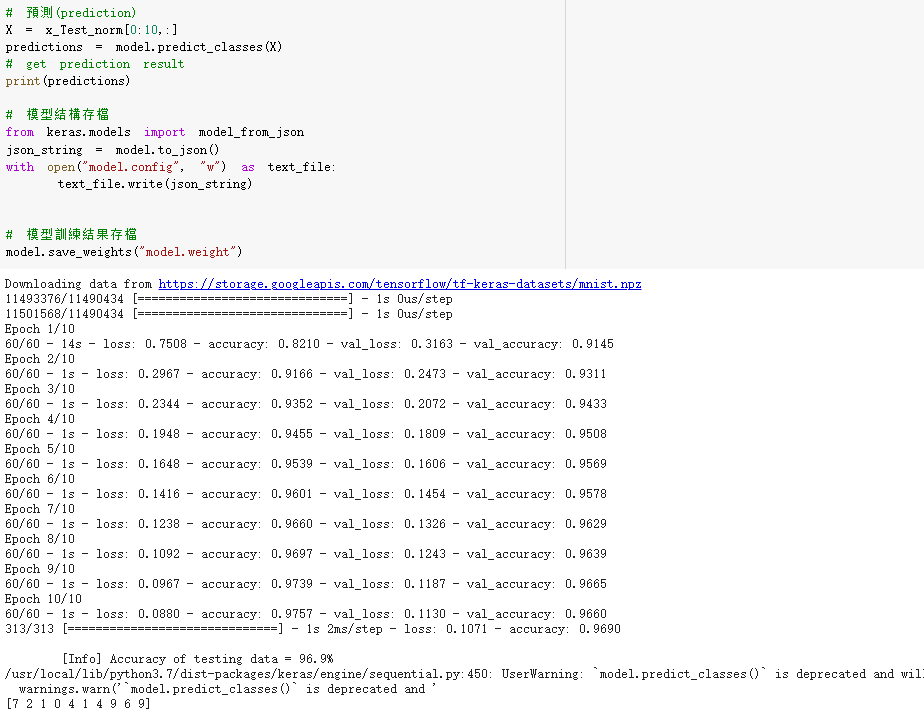 # 預測(prediction)
X = x_Test_norm[0:10,:]
predictions = model.predict_classes(X)
# get prediction result
print(predictions)
# 模型結構存檔
from keras.models import model_from_json
json_string = model.to_json()
with open("model.config", "w") as text_file:
text_file.write(json_string)
# 模型訓練結果存檔
model.save_weights("model.weight")
Downloading data from https://storage.googleapis.com/tensorflow/tf-keras-datasets/mnist.npz
11493376/11490434 [==============================] - 1s 0us/step
11501568/11490434 [==============================] - 1s 0us/step
Epoch 1/10
60/60 - 14s - loss: 0.7508 - accuracy: 0.8210 - val_loss: 0.3163 - val_accuracy: 0.9145
Epoch 2/10
60/60 - 1s - loss: 0.2967 - accuracy: 0.9166 - val_loss: 0.2473 - val_accuracy: 0.9311
Epoch 3/10
60/60 - 1s - loss: 0.2344 - accuracy: 0.9352 - val_loss: 0.2072 - val_accuracy: 0.9433
Epoch 4/10
60/60 - 1s - loss: 0.1948 - accuracy: 0.9455 - val_loss: 0.1809 - val_accuracy: 0.9508
Epoch 5/10
60/60 - 1s - loss: 0.1648 - accuracy: 0.9539 - val_loss: 0.1606 - val_accuracy: 0.9569
Epoch 6/10
60/60 - 1s - loss: 0.1416 - accuracy: 0.9601 - val_loss: 0.1454 - val_accuracy: 0.9578
Epoch 7/10
60/60 - 1s - loss: 0.1238 - accuracy: 0.9660 - val_loss: 0.1326 - val_accuracy: 0.9629
Epoch 8/10
60/60 - 1s - loss: 0.1092 - accuracy: 0.9697 - val_loss: 0.1243 - val_accuracy: 0.9639
Epoch 9/10
60/60 - 1s - loss: 0.0967 - accuracy: 0.9739 - val_loss: 0.1187 - val_accuracy: 0.9665
Epoch 10/10
60/60 - 1s - loss: 0.0880 - accuracy: 0.9757 - val_loss: 0.1130 - val_accuracy: 0.9660
313/313 [==============================] - 1s 2ms/step - loss: 0.1071 - accuracy: 0.9690
[Info] Accuracy of testing data = 96.9%
/usr/local/lib/python3.7/dist-packages/keras/engine/sequential.py:450: UserWarning: `model.predict_classes()` is deprecated and wil
warnings.warn('`model.predict_classes()` is deprecated and '
[7 2 1 0 4 1 4 9 6 9]